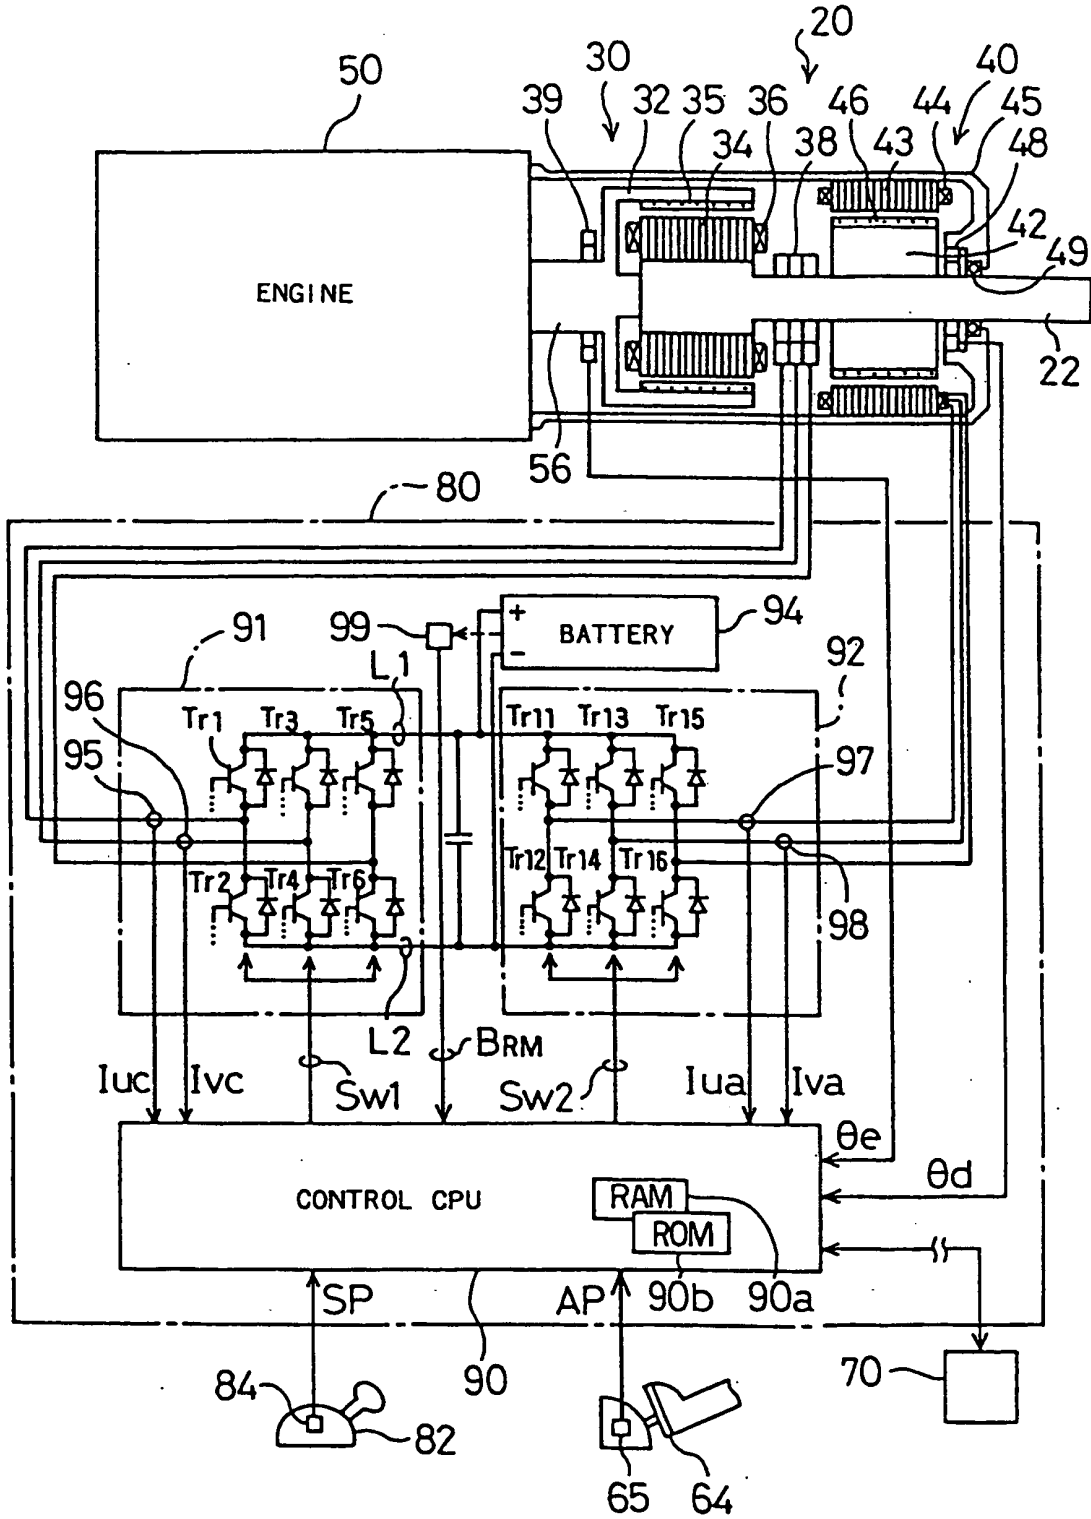 20
50
30
40
39
32
35
46
44
45
36
34
38
43
48
42
49
ENGINE
22
56
80
91
99
+
BATTERY
94
−
L1
92
96
Tr1
Tr3
Tr5
Tr11
Tr13
Tr15
95
97
Tr2
Tr4
Tr6
Tr12
Tr14
Tr16
98
L2
BRM
Iuc
Ivc
SW1
SW2
Iua
Iva
θe
θd
CONTROL CPU
RAM
ROM
90b
90a
SP
AP
90
70
84
82
65
64